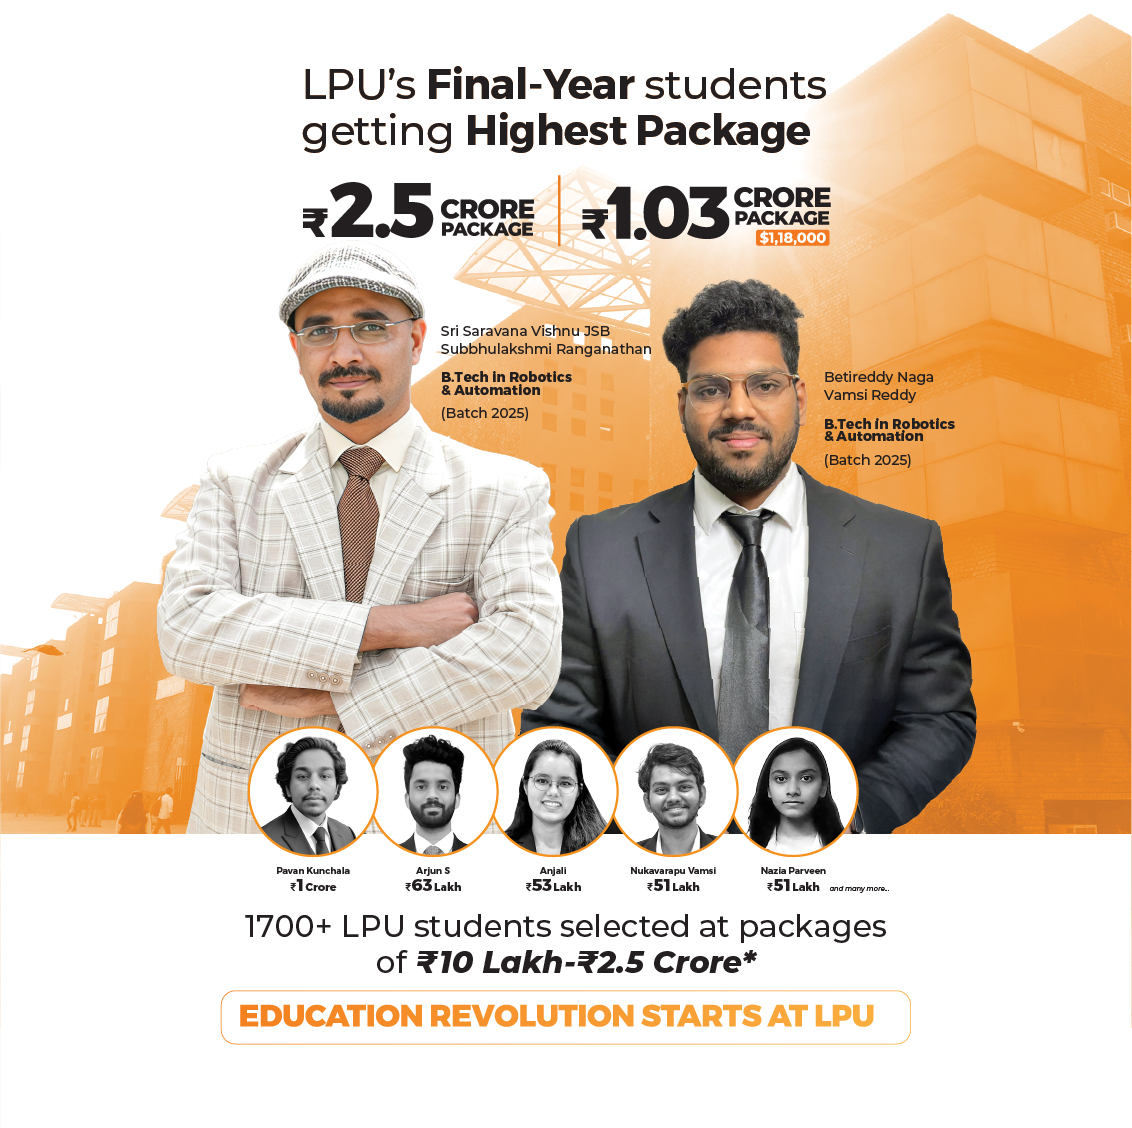 LPU's Final-Year students
getting Highest Package
₹2.5 CRORE
PACKAGE
₹1.03 CRORE
PACKAGE
$1,18,000
Sri Saravana Vishnu JSB
Subbhulakshmi Ranganathan
B.Tech in Robotics
& Automation
(Batch 2025)
Betireddy Naga
Vamsi Reddy
B.Tech in Robotics
& Automation
(Batch 2025)
Pavan Kunchala
₹1 Crore
Arjun S
₹63 Lakh
Anjali
₹53 Lakh
Nukavarapu Vamsi
₹51 Lakh
Nazia Parveen
₹51 Lakh
and many more...
1700+ LPU students selected at packages
of ₹10 Lakh-₹2.5 Crore*
EDUCATION REVOLUTION STARTS AT LPU